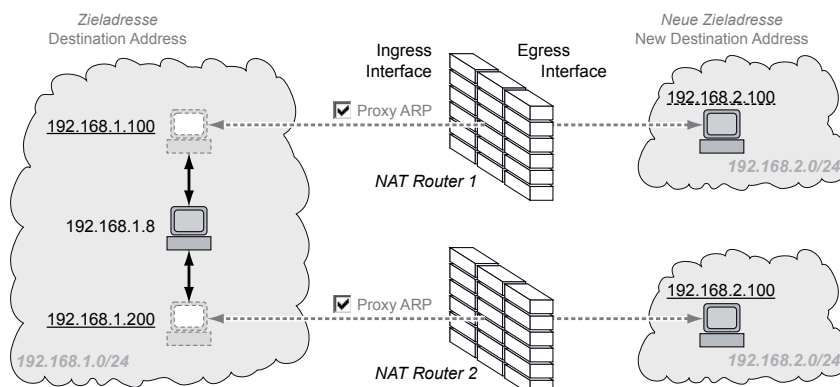 Zieladresse
Destination Address
Neue Zieladresse
New Destination Address
Ingress
Interface
Egress
Interface
192.168.1.100
Proxy ARP
192.168.2.100
192.168.2.0/24
NAT Router 1
192.168.1.8
192.168.1.200
Proxy ARP
192.168.2.100
192.168.1.0/24
192.168.2.0/24
NAT Router 2